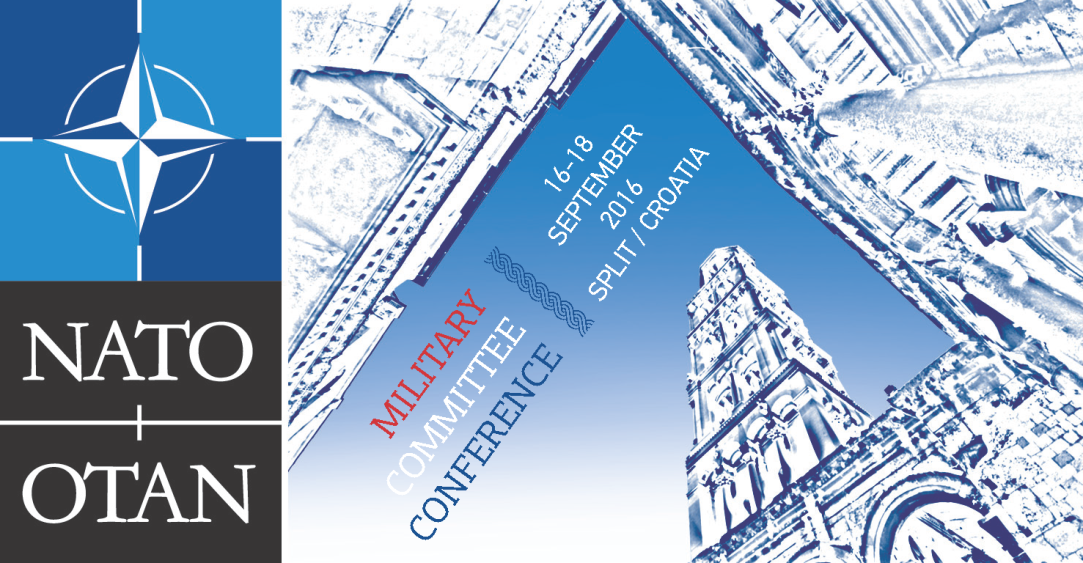 NATO
OTAN
MILITARY
COMMITTEE
CONFERENCE
16-18
SEPTEMBER
2016
SPLIT / CROATIA